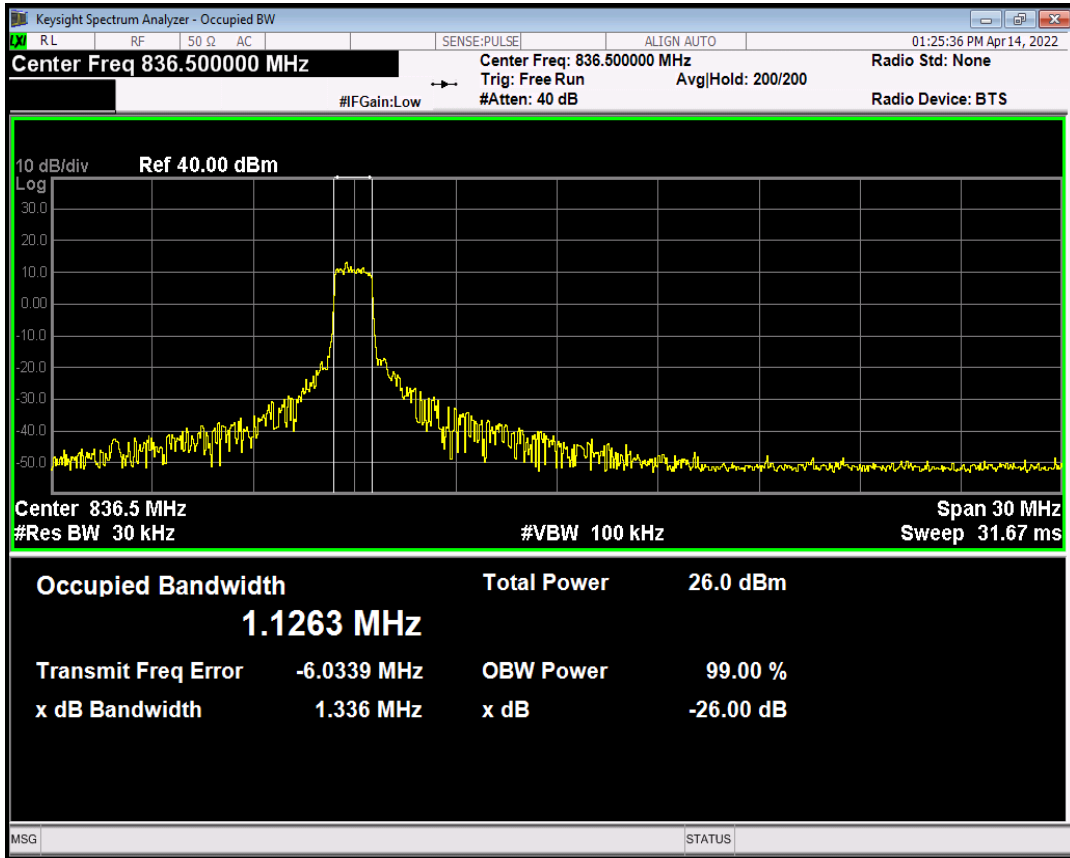 Keysight Spectrum Analyzer - Occupied BW
LXI RL RF 50 Ω AC SENSE:PULSE ALIGN AUTO 01:25:36 PM Apr 14, 2022
Center Freq 836.500000 MHz Center Freq: 836.500000 MHz Radio Std: None
Trig: Free Run Avg|Hold: 200/200
#IFGain:Low #Atten: 40 dB Radio Device: BTS
10 dB/div Ref 40.00 dBm
Log
30.0
20.0
10.0
0.00
-10.0
-20.0
-30.0
-40.0
-50.0
Center 836.5 MHz Span 30 MHz
#Res BW 30 kHz #VBW 100 kHz Sweep 31.67 ms
Occupied Bandwidth Total Power 26.0 dBm
1.1263 MHz
Transmit Freq Error -6.0339 MHz OBW Power 99.00 %
x dB Bandwidth 1.336 MHz x dB -26.00 dB
MSG STATUS